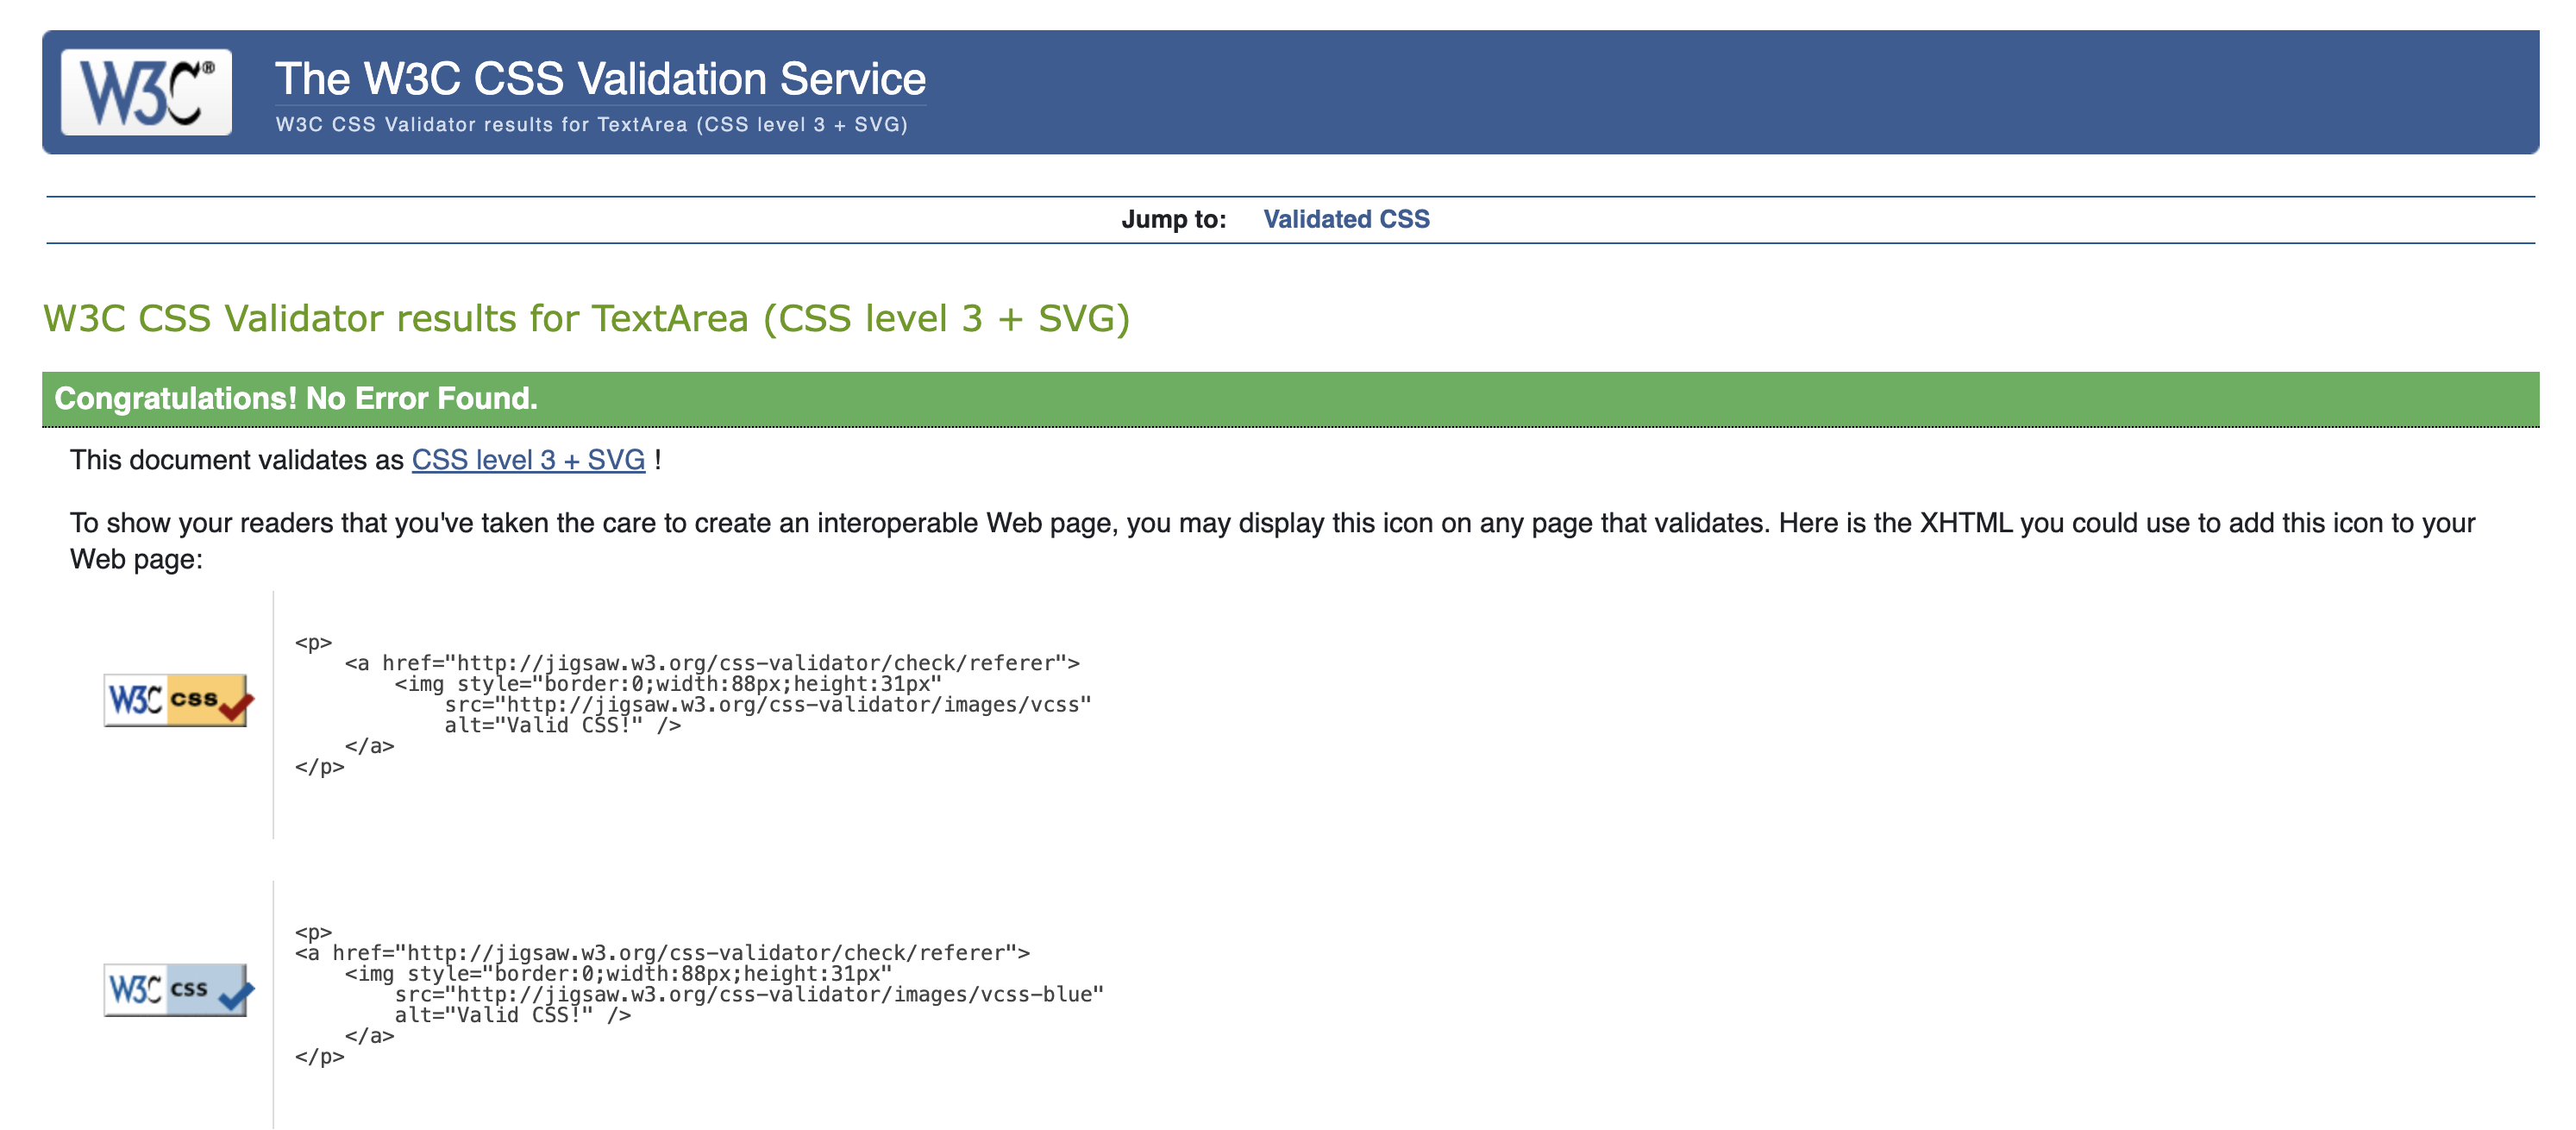 W3C®
The W3C CSS Validation Service
W3C CSS Validator results for TextArea (CSS level 3 + SVG)
Jump to: Validated CSS
W3C CSS Validator results for TextArea (CSS level 3 + SVG)
Congratulations! No Error Found.
This document validates as CSS level 3 + SVG !
To show your readers that you've taken the care to create an interoperable Web page, you may display this icon on any page that validates. Here is the XHTML you could use to add this icon to your
Web page:
W3C css
<p>
    <a href="http://jigsaw.w3.org/css-validator/check/referer">
        <img style="border:0;width:88px;height:31px"
            src="http://jigsaw.w3.org/css-validator/images/vcss"
            alt="Valid CSS!" />
    </a>
</p>
W3C css
<p>
<a href="http://jigsaw.w3.org/css-validator/check/referer">
    <img style="border:0;width:88px;height:31px"
        src="http://jigsaw.w3.org/css-validator/images/vcss-blue"
        alt="Valid CSS!" />
    </a>
</p>